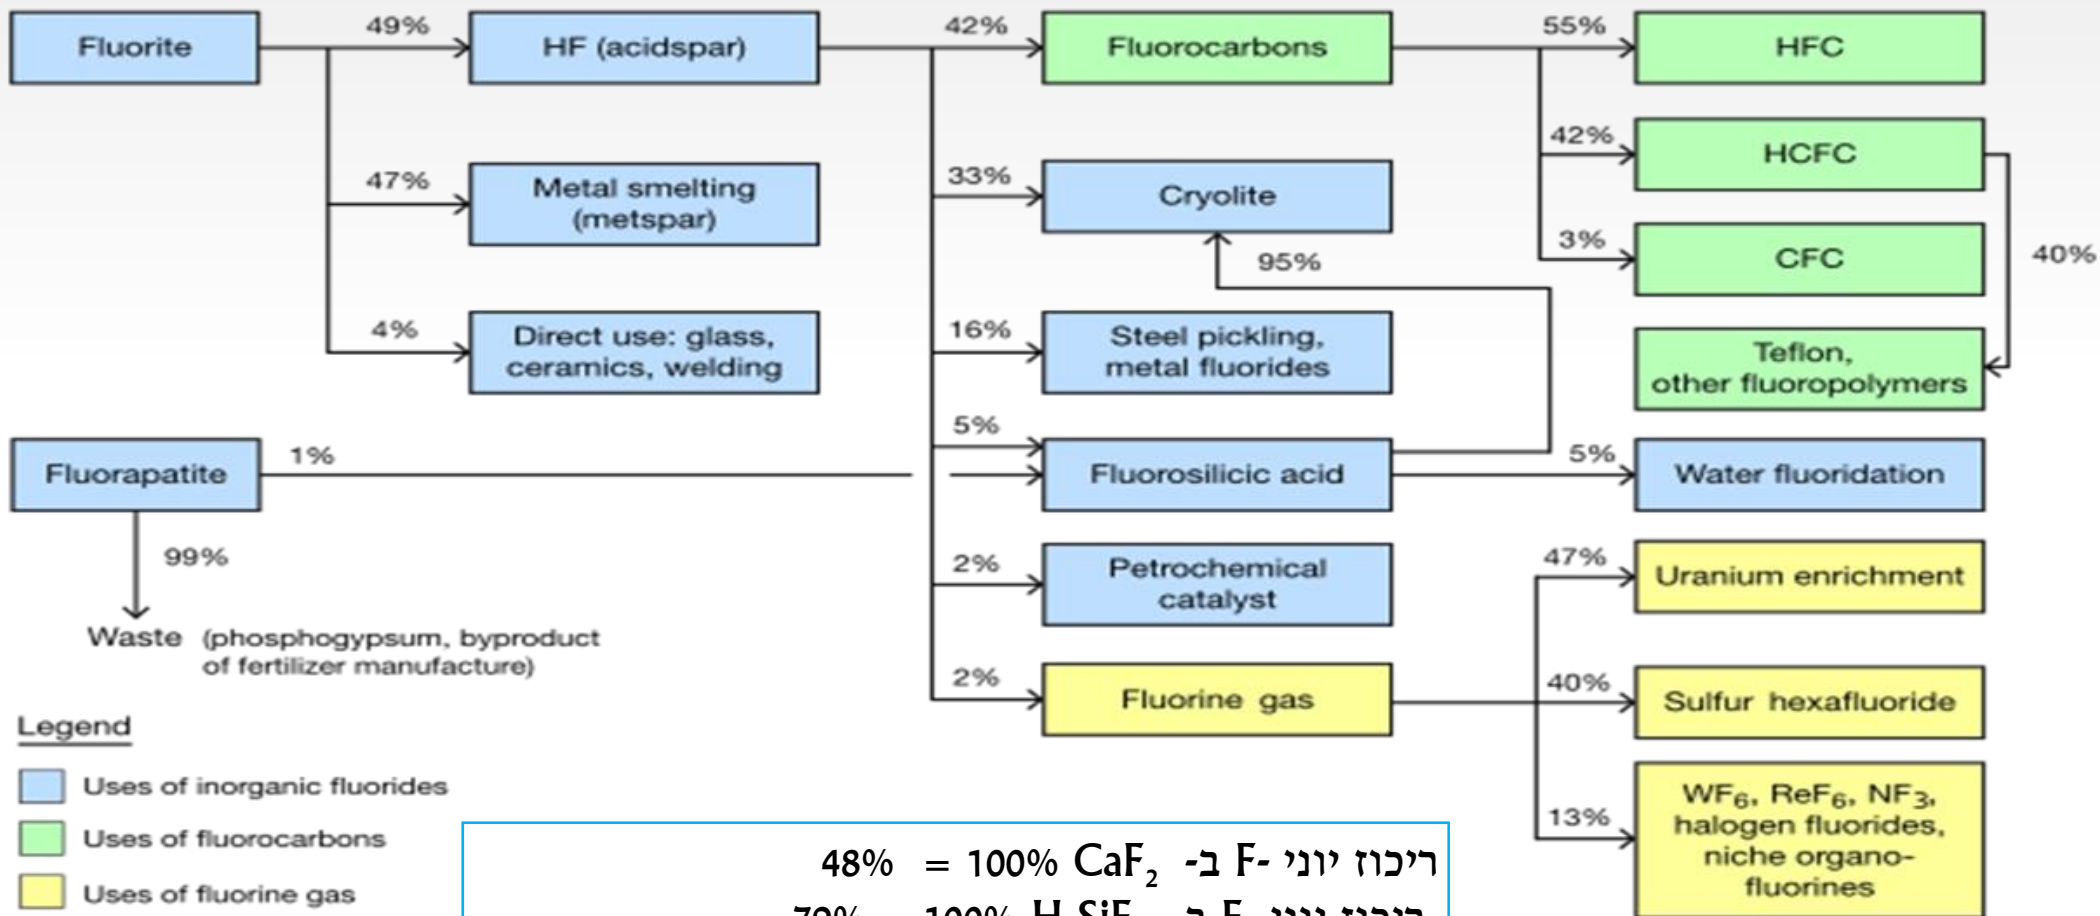 Fluorite
49%
HF (acidspar)
42%
Fluorocarbons
55%
HFC
42%
HCFC
47%
Metal smelting
(metspar)
33%
Cryolite
3%
CFC
40%
95%
4%
Direct use: glass,
ceramics, welding
16%
Steel pickling,
metal fluorides
Teflon,
other fluoropolymers
Fluorapatite
1%
5%
Fluorosilicic acid
5%
Water fluoridation
99%
Waste (phosphogypsum, byproduct
of fertilizer manufacture)
2%
Petrochemical
catalyst
47%
Uranium enrichment
2%
Fluorine gas
40%
Sulfur hexafluoride
13%
WF₆, ReF₆, NF₃,
halogen fluorides,
niche organo-
fluorines
Legend
Uses of inorganic fluorides
Uses of fluorocarbons
Uses of fluorine gas
ריכוז יוני F- ב- CaF₂ 100% = 48%